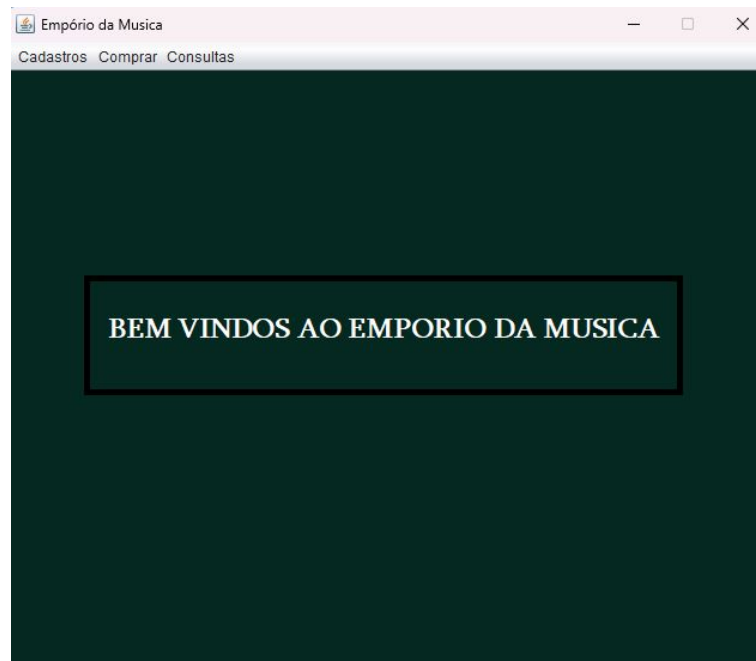 Empório da Musica
Cadastros Comprar Consultas
BEM VINDOS AO EMPORIO DA MUSICA